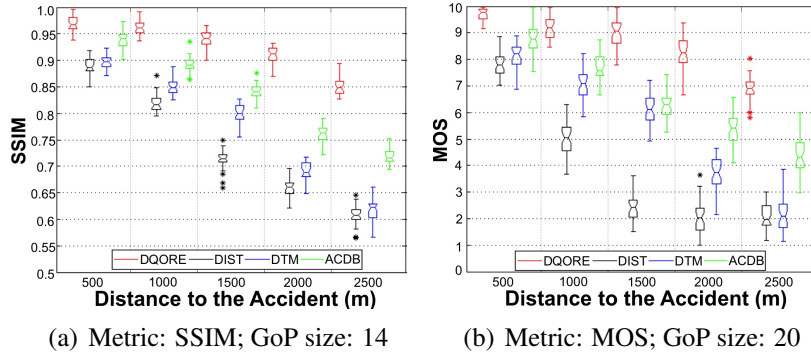 1.0
0.95
0.9
0.85
0.8
0.75
0.7
0.65
0.6
0.55
0.5
SSIM
500 1000 1500 2000 2500
DQORE DIST DTM ACDB
Distance to the Accident (m)
(a) Metric: SSIM; GoP size: 14
10
9
8
7
6
5
4
3
2
1
0
MOS
500 1000 1500 2000 2500
DQORE DIST DTM ACDB
Distance to the Accident (m)
(b) Metric: MOS; GoP size: 20